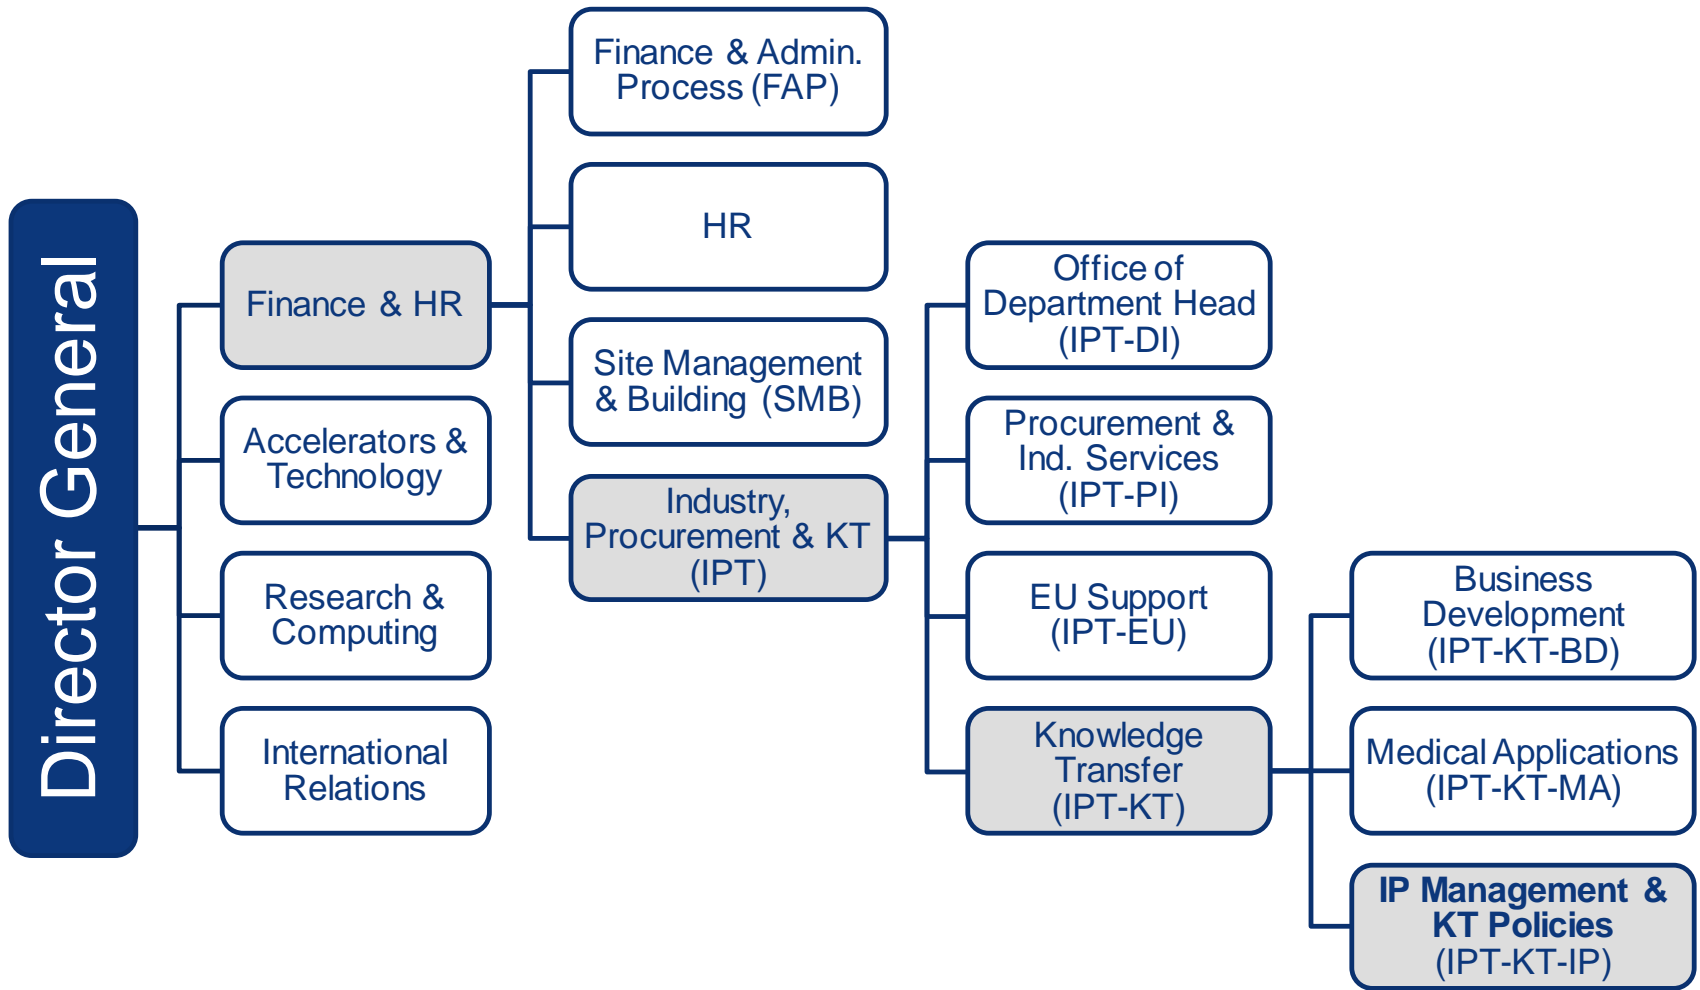 Director General
Finance & HR
Accelerators &
Technology
Research &
Computing
International
Relations
Finance & Admin.
Process (FAP)
HR
Site Management
& Building (SMB)
Industry,
Procurement & KT
(IPT)
Office of
Department Head
(IPT-DI)
Procurement &
Ind. Services
(IPT-PI)
EU Support
(IPT-EU)
Knowledge
Transfer
(IPT-KT)
Business
Development
(IPT-KT-BD)
Medical Applications
(IPT-KT-MA)
IP Management &
KT Policies
(IPT-KT-IP)